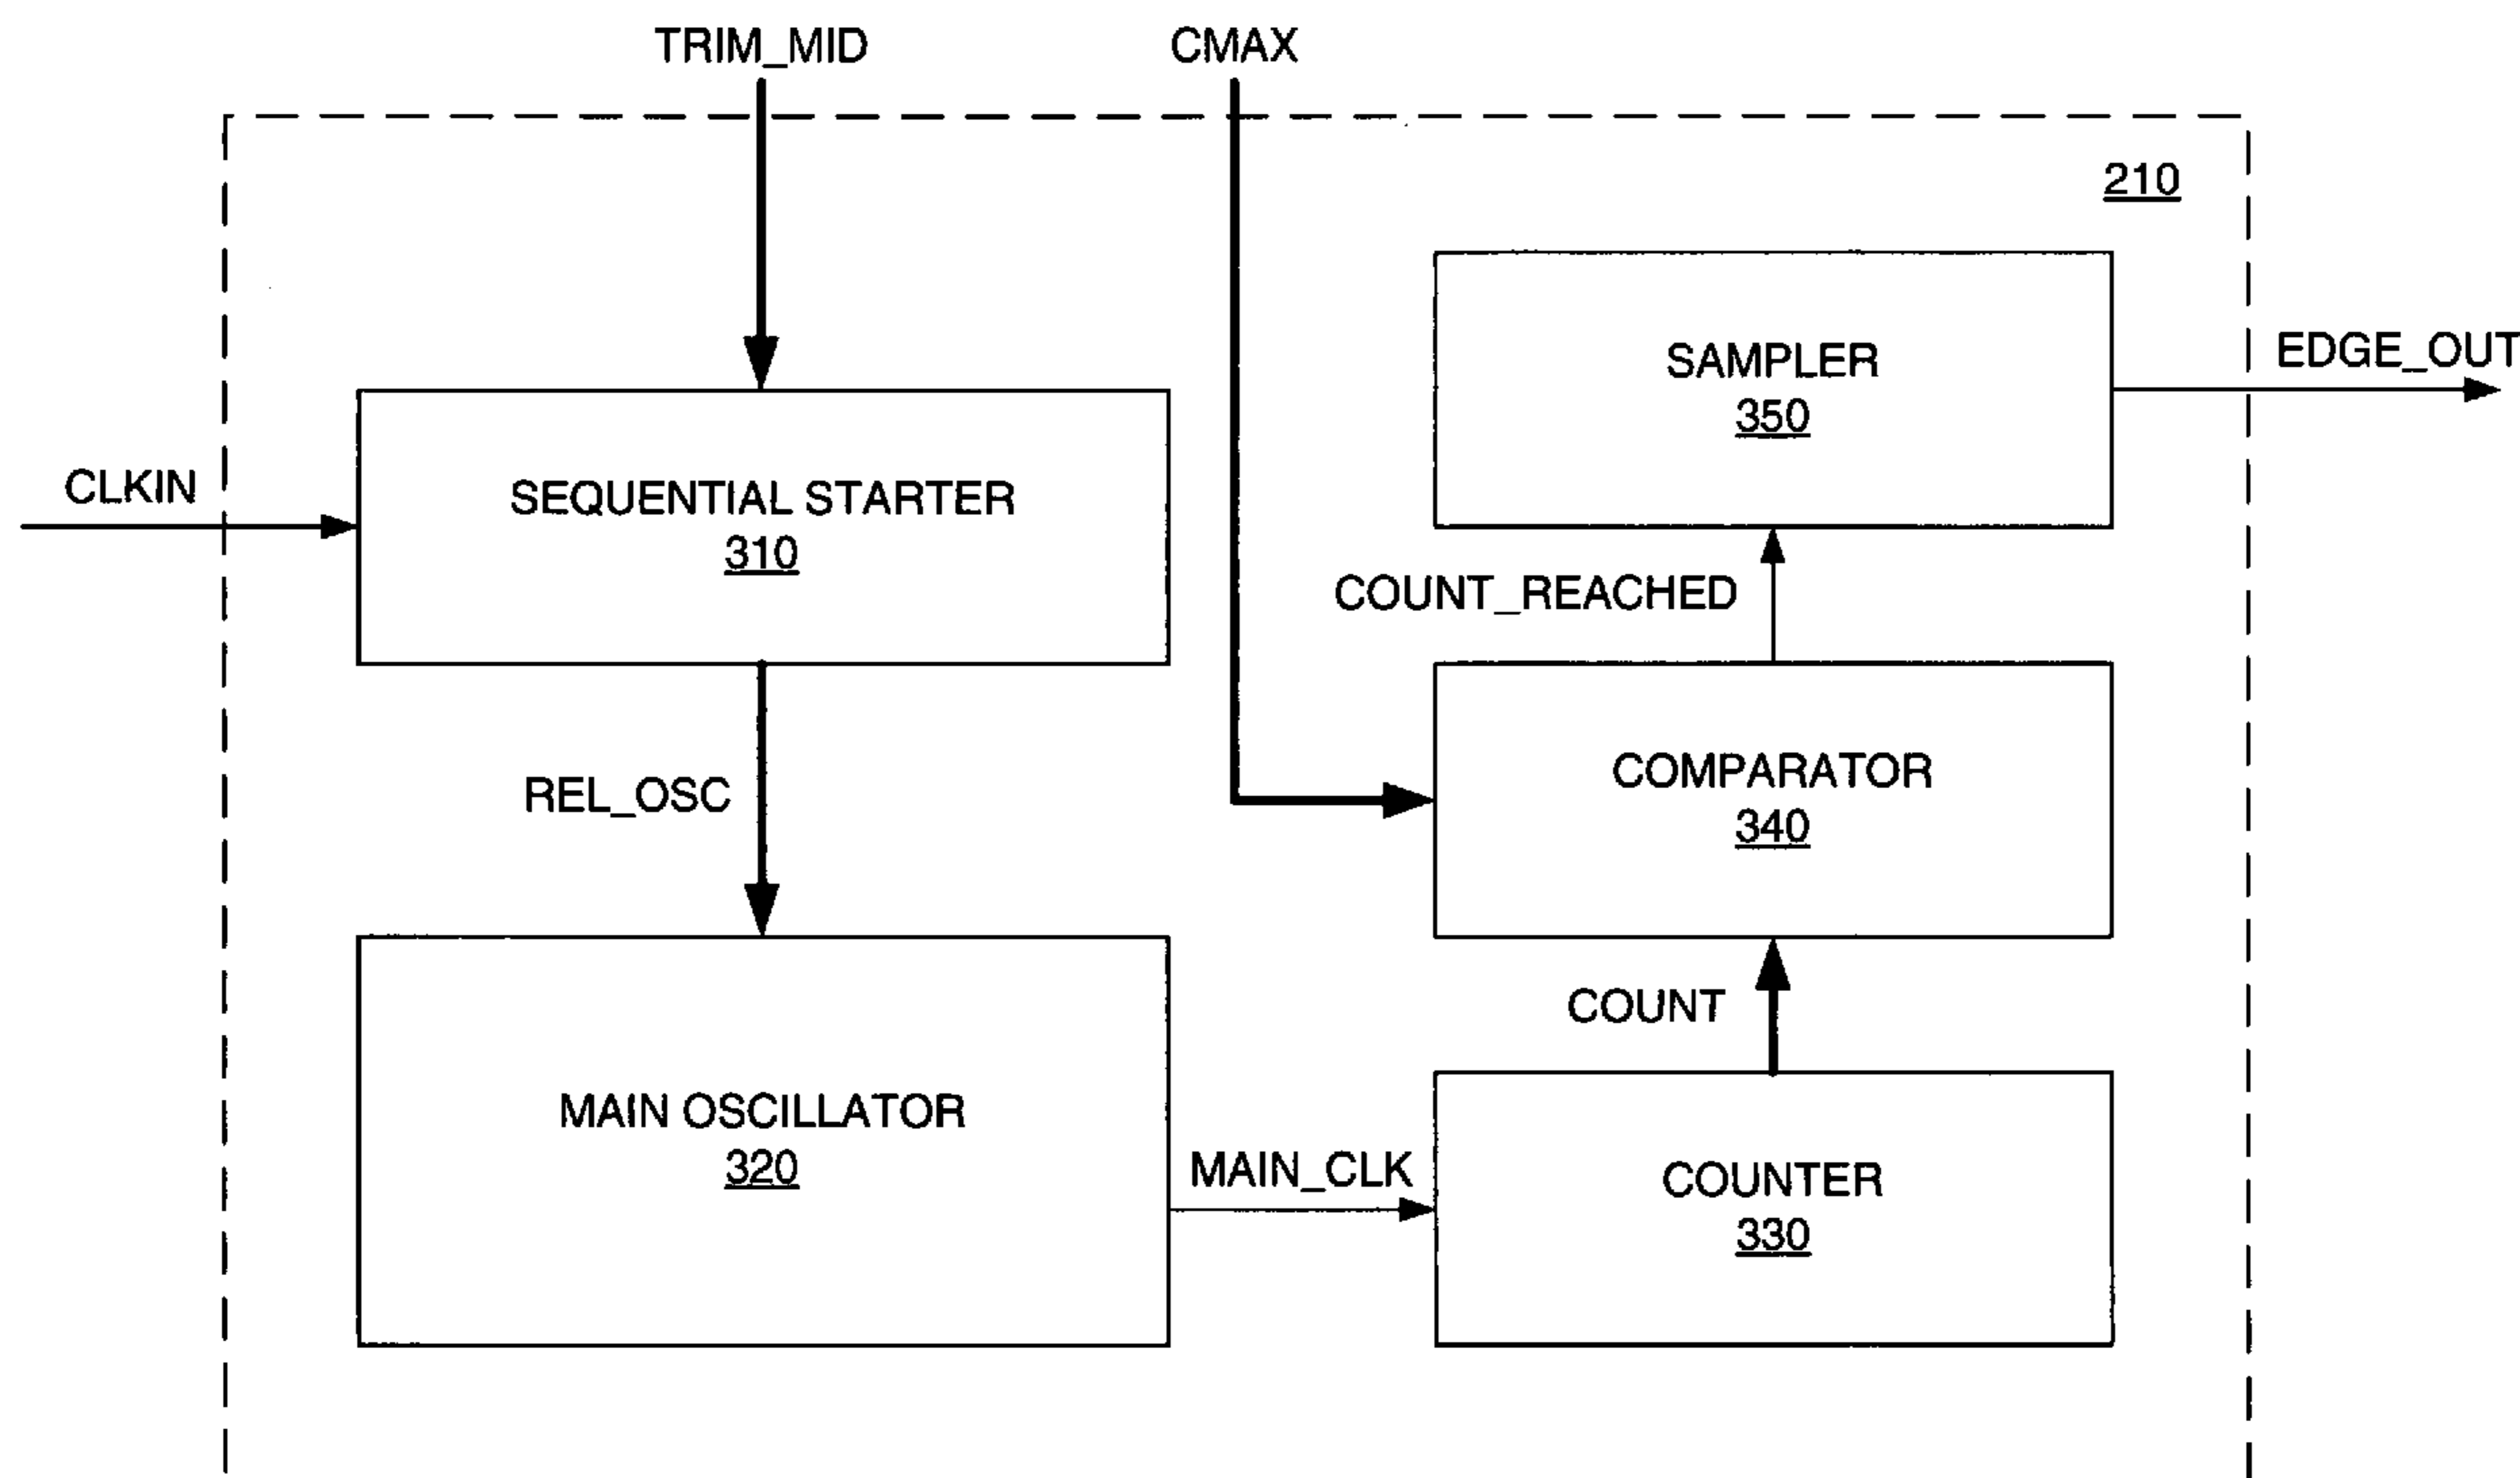 TRIM_MID
CMAX
210
SAMPLER
350
EDGE_OUT
CLKIN
SEQUENTIAL STARTER
310
COUNT_REACHED
REL_OSC
COMPARATOR
340
COUNT
MAIN OSCILLATOR
320
MAIN_CLK
COUNTER
330